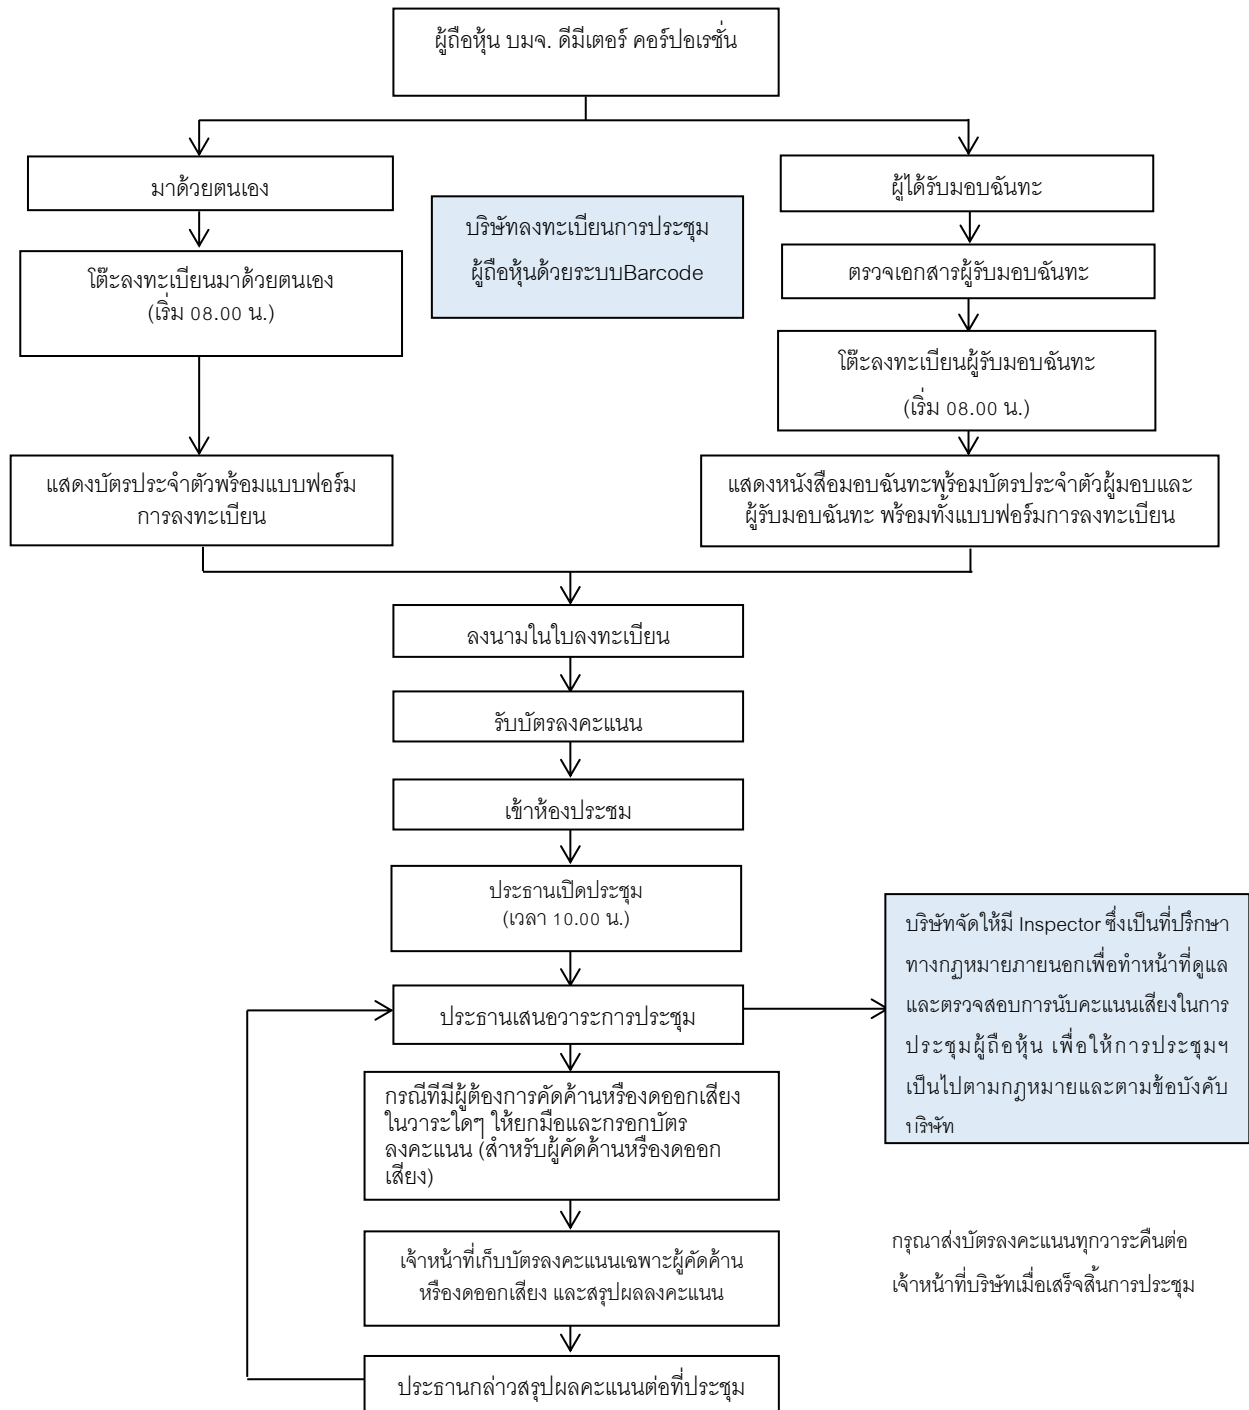 ผู้ถือหุ้น บมจ. ดีมีเตอร์ คอร์ปอเรชั่น
มาด้วยตนเอง
ผู้ได้รับมอบฉันทะ
บริษัทลงทะเบียนการประชุม
ผู้ถือหุ้นด้วยระบบBarcode
โต๊ะลงทะเบียนมาด้วยตนเอง
(เริ่ม 08.00 น.)
ตรวจเอกสารผู้รับมอบฉันทะ
โต๊ะลงทะเบียนผู้รับมอบฉันทะ
(เริ่ม 08.00 น.)
แสดงบัตรประจำตัวพร้อมแบบฟอร์ม
การลงทะเบียน
แสดงหนังสือมอบฉันทะพร้อมบัตรประจำตัวผู้มอบและ
ผู้รับมอบฉันทะ พร้อมทั้งแบบฟอร์มการลงทะเบียน
ลงนามในใบลงทะเบียน
รับบัตรลงคะแนน
เข้าห้องประชม
ประธานเปิดประชุม
(เวลา 10.00 น.)
ประธานเสนอวาระการประชุม
บริษัทจัดให้มี Inspector ซึ่งเป็นที่ปรึกษา
ทางกฎหมายภายนอกเพื่อทำหน้าที่ดูแล
และตรวจสอบการนับคะแนนเสียงในการ
ประชุมผู้ถือหุ้น เพื่อให้การประชุมฯ
เป็นไปตามกฎหมายและตามข้อบังคับ
บริษัท
กรณีที่มีผู้ต้องการคัดค้านหรืองดออกเสียง
ในวาระใดๆ ให้ยกมือและกรอกบัตร
ลงคะแนน (สำหรับผู้คัดค้านหรืองดออก
เสียง)
เจ้าหน้าที่เก็บบัตรลงคะแนนเฉพาะผู้คัดค้าน
หรืองดออกเสียง และสรุปผลลงคะแนน
กรุณาส่งบัตรลงคะแนนทุกวาระคืนต่อ
เจ้าหน้าที่บริษัทเมื่อเสร็จสิ้นการประชุม
ประธานกล่าวสรุปผลคะแนนต่อที่ประชุม